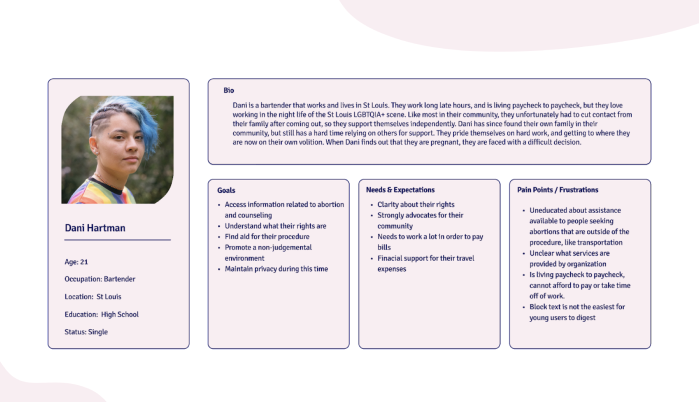 Dani Hartman
Age: 21
Occupation: Bartender
Location: St Louis
Education: High School
Status: Single
Bio
Dani is a bartender that works and lives in St Louis. They work long late hours, and is living paycheck to paycheck, but they love
working in the night life of the St Louis LGBTQIA+ scene. Like most in their community, they unfortunately had to cut contact from
their family after coming out, so they support themselves independently. Dani has since found their own family in their
community, but still has a hard time relying on others for support. They pride themselves on hard work, and getting to where they
are now on their own volition. When Dani finds out that they are pregnant, they are faced with a difficult decision.
Goals
• Access information related to abortion
and counseling
• Understand what their rights are
• Find aid for their procedure
• Promote a non-judgemental
environment
• Maintain privacy during this time
Needs & Expectations
• Clarity about their rights
• Strongly advocates for their
community
• Needs to work a lot in order to pay
bills
• Finacial support for their travel
expenses
Pain Points / Frustrations
• Uneducated about assistance
available to people seeking
abortions that are outside of the
procedure, like transportation
• Unclear what services are
provided by organization
• Is living paycheck to paycheck,
cannot afford to pay or take time
off of work.
• Block text is not the easiest for
young users to digest